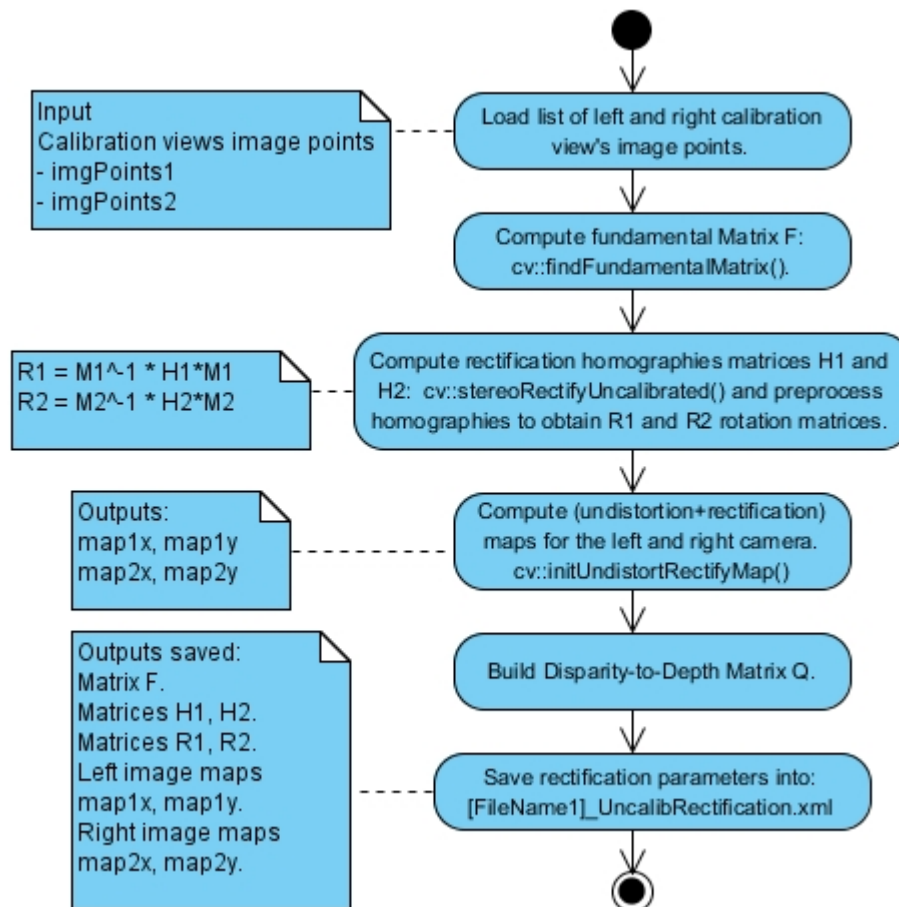 Input
Calibration views image points
- imgPoints1
- imgPoints2
Load list of left and right calibration
view's image points.
Compute fundamental Matrix F:
cv::findFundamentalMatrix().
R1 = M1^-1 * H1*M1
R2 = M2^-1 * H2*M2
Compute rectification homographies matrices H1 and
H2: cv::stereoRectifyUncalibrated() and preprocess
homographies to obtain R1 and R2 rotation matrices.
Outputs:
map1x, map1y
map2x, map2y
Compute (undistortion+rectification)
maps for the left and right camera.
cv::initUndistortRectifyMap()
Build Disparity-to-Depth Matrix Q.
Outputs saved:
Matrix F.
Matrices H1, H2.
Matrices R1, R2.
Left image maps
map1x, map1y.
Right image maps
map2x, map2y.
Save rectification parameters into:
[FileName1]_UncalibRectification.xml